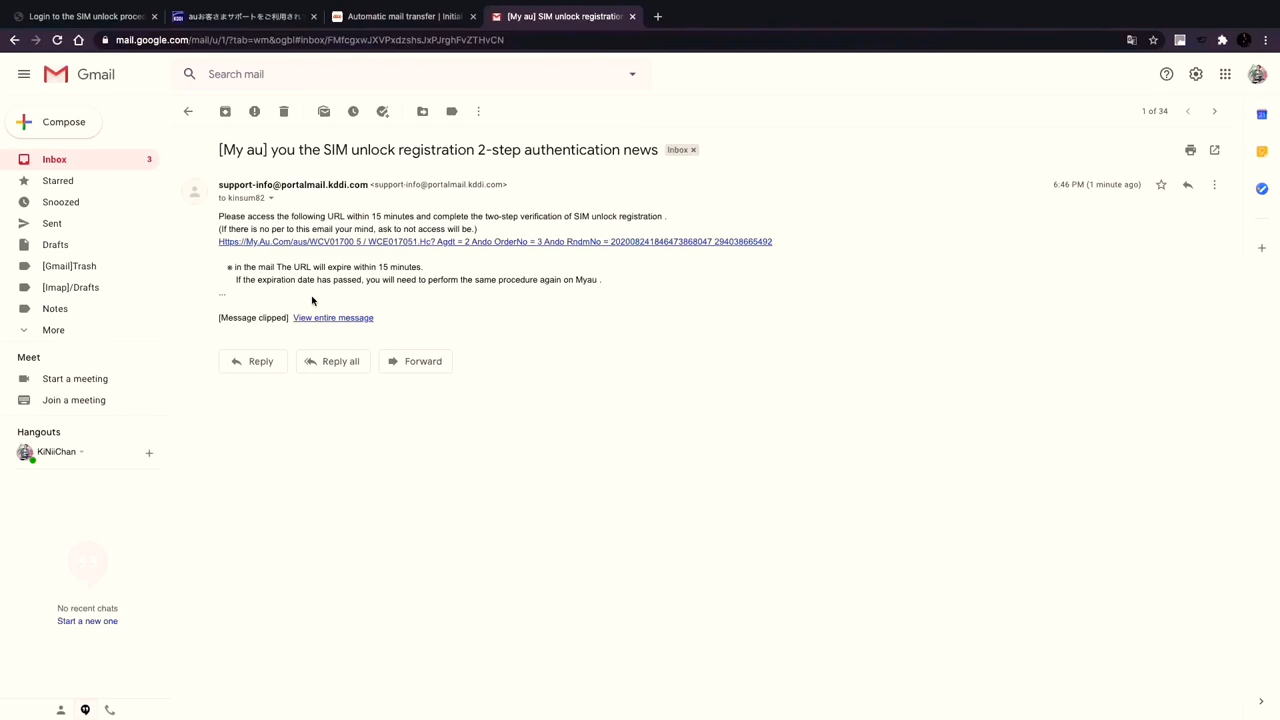 Login to the SIM unlock proced
auお客さまサポートをご利用され
Automatic mail transfer | Initial
[My au] SIM unlock registration
mail.google.com/mail/u/1/?tab=wm&ogbl#inbox/FMfcgxwJXVPxdzshsJxPJrghFvZTHvCN
Gmail
Search mail
Compose
1 of 34
Inbox 3
Starred
Snoozed
Sent
Drafts
[Gmail]Trash
[Imap]/Drafts
Notes
More
Meet
Start a meeting
Join a meeting
Hangouts
KiNiiChan
No recent chats
Start a new one
[My au] you the SIM unlock registration 2-step authentication news Inbox
support-info@portalmail.kddi.com <support-info@portalmail.kddi.com>
6:46 PM (1 minute ago)
to kinsum82
Please access the following URL within 15 minutes and complete the two-step verification of SIM unlock registration .
(If there is no per to this email your mind, ask to not access will be.)
Https://My.Au.Com/aus/WCV01700 5 / WCE017051.Hc? Agdt = 2 Ando OrderNo = 3 Ando RndmNo = 202008241846473868047 294038665492
※ in the mail The URL will expire within 15 minutes.
If the expiration date has passed, you will need to perform the same procedure again on Myau .
...
[Message clipped] View entire message
Reply
Reply all
Forward